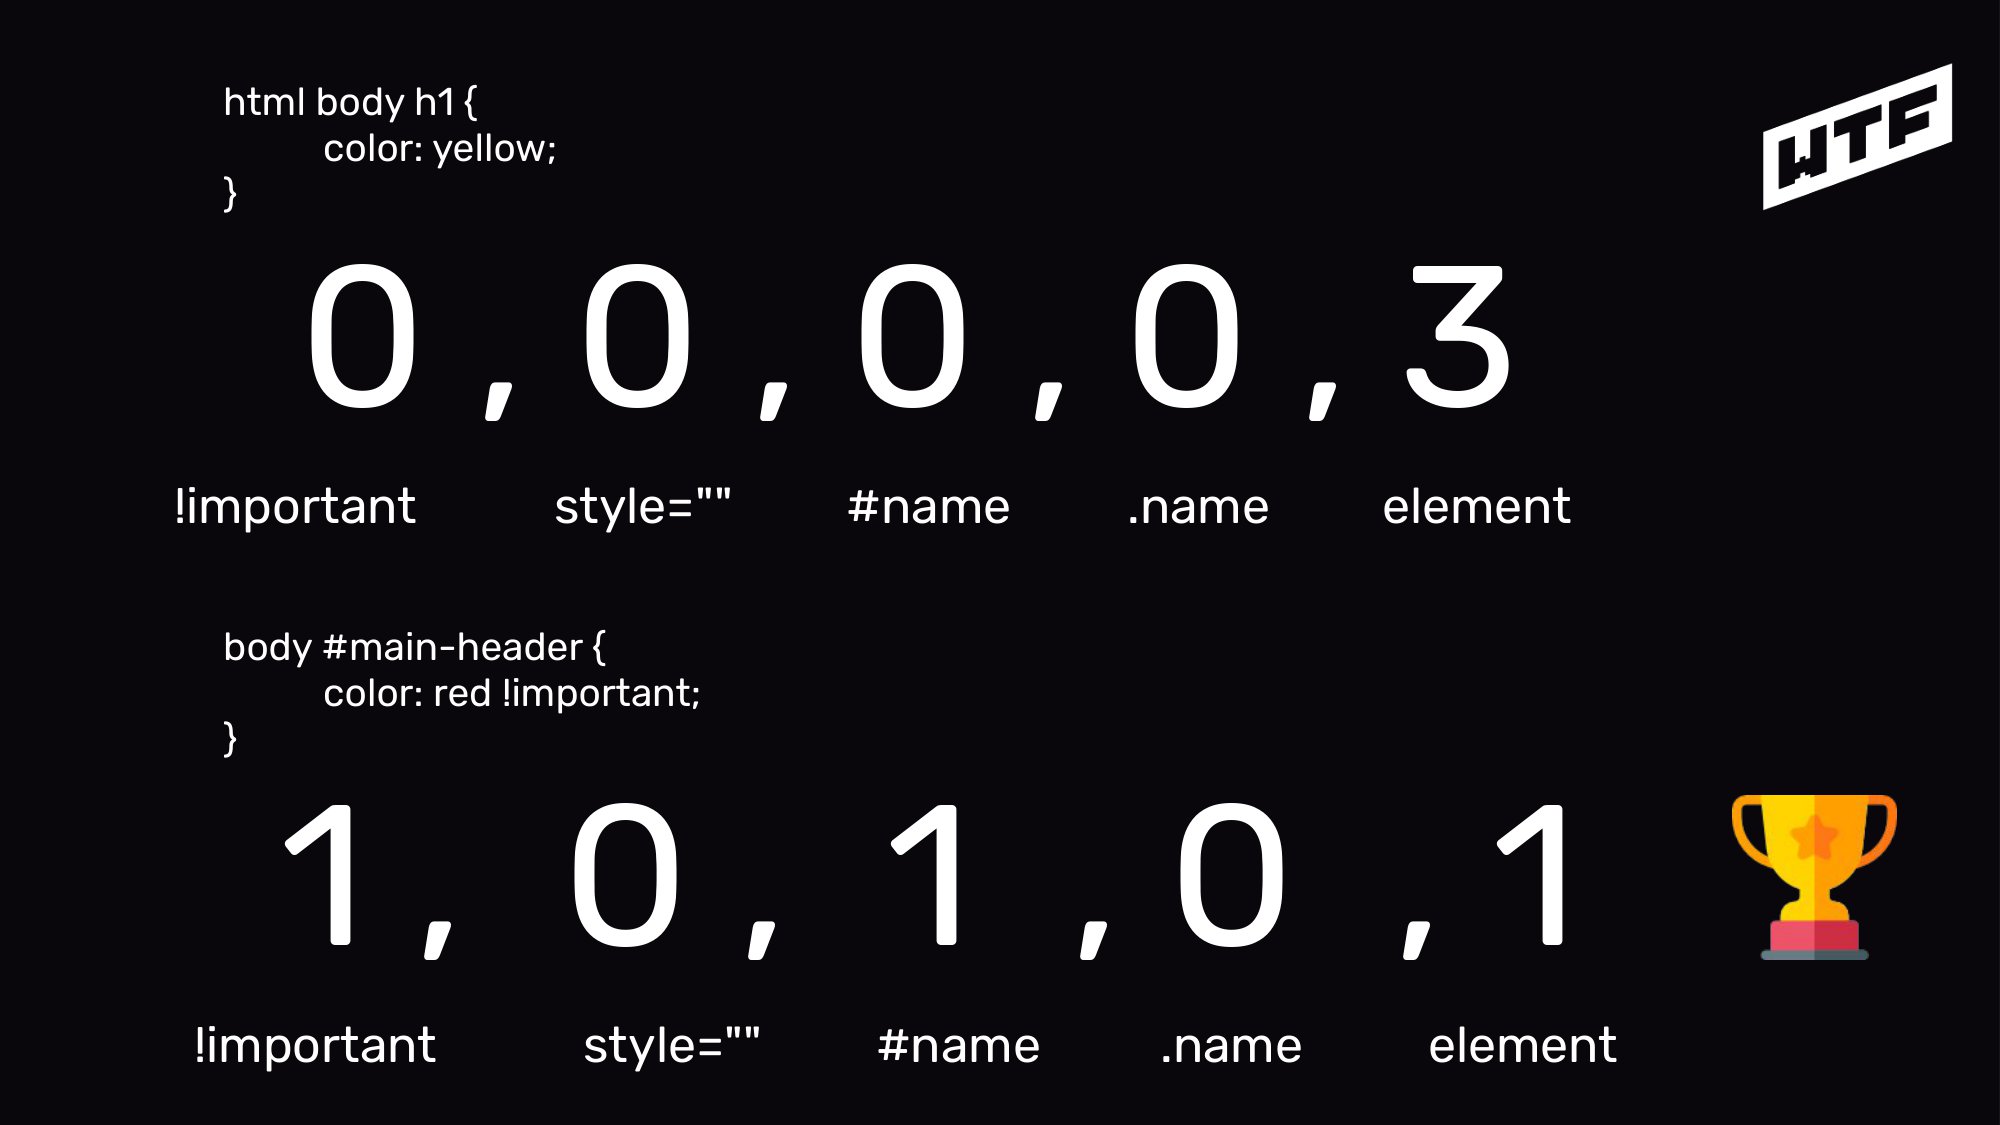 html body h1 {
color: yellow;
}
WTF
0 , 0 , 0 , 0 , 3
!important style="" #name .name element
body #main-header {
color: red !important;
}
1 , 0 , 1 , 0 , 1
!important style="" #name .name element